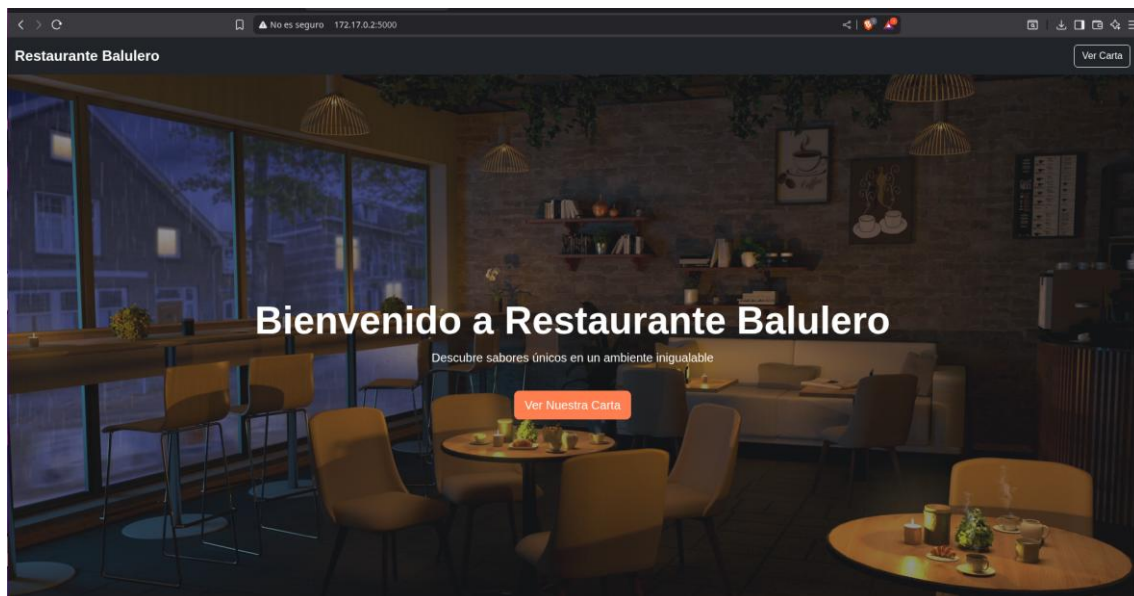 No es seguro 172.17.0.2:5000
Restaurante Balulero
Ver Carta
Bienvenido a Restaurante Balulero
Descubre sabores únicos en un ambiente inigualable
Ver Nuestra Carta